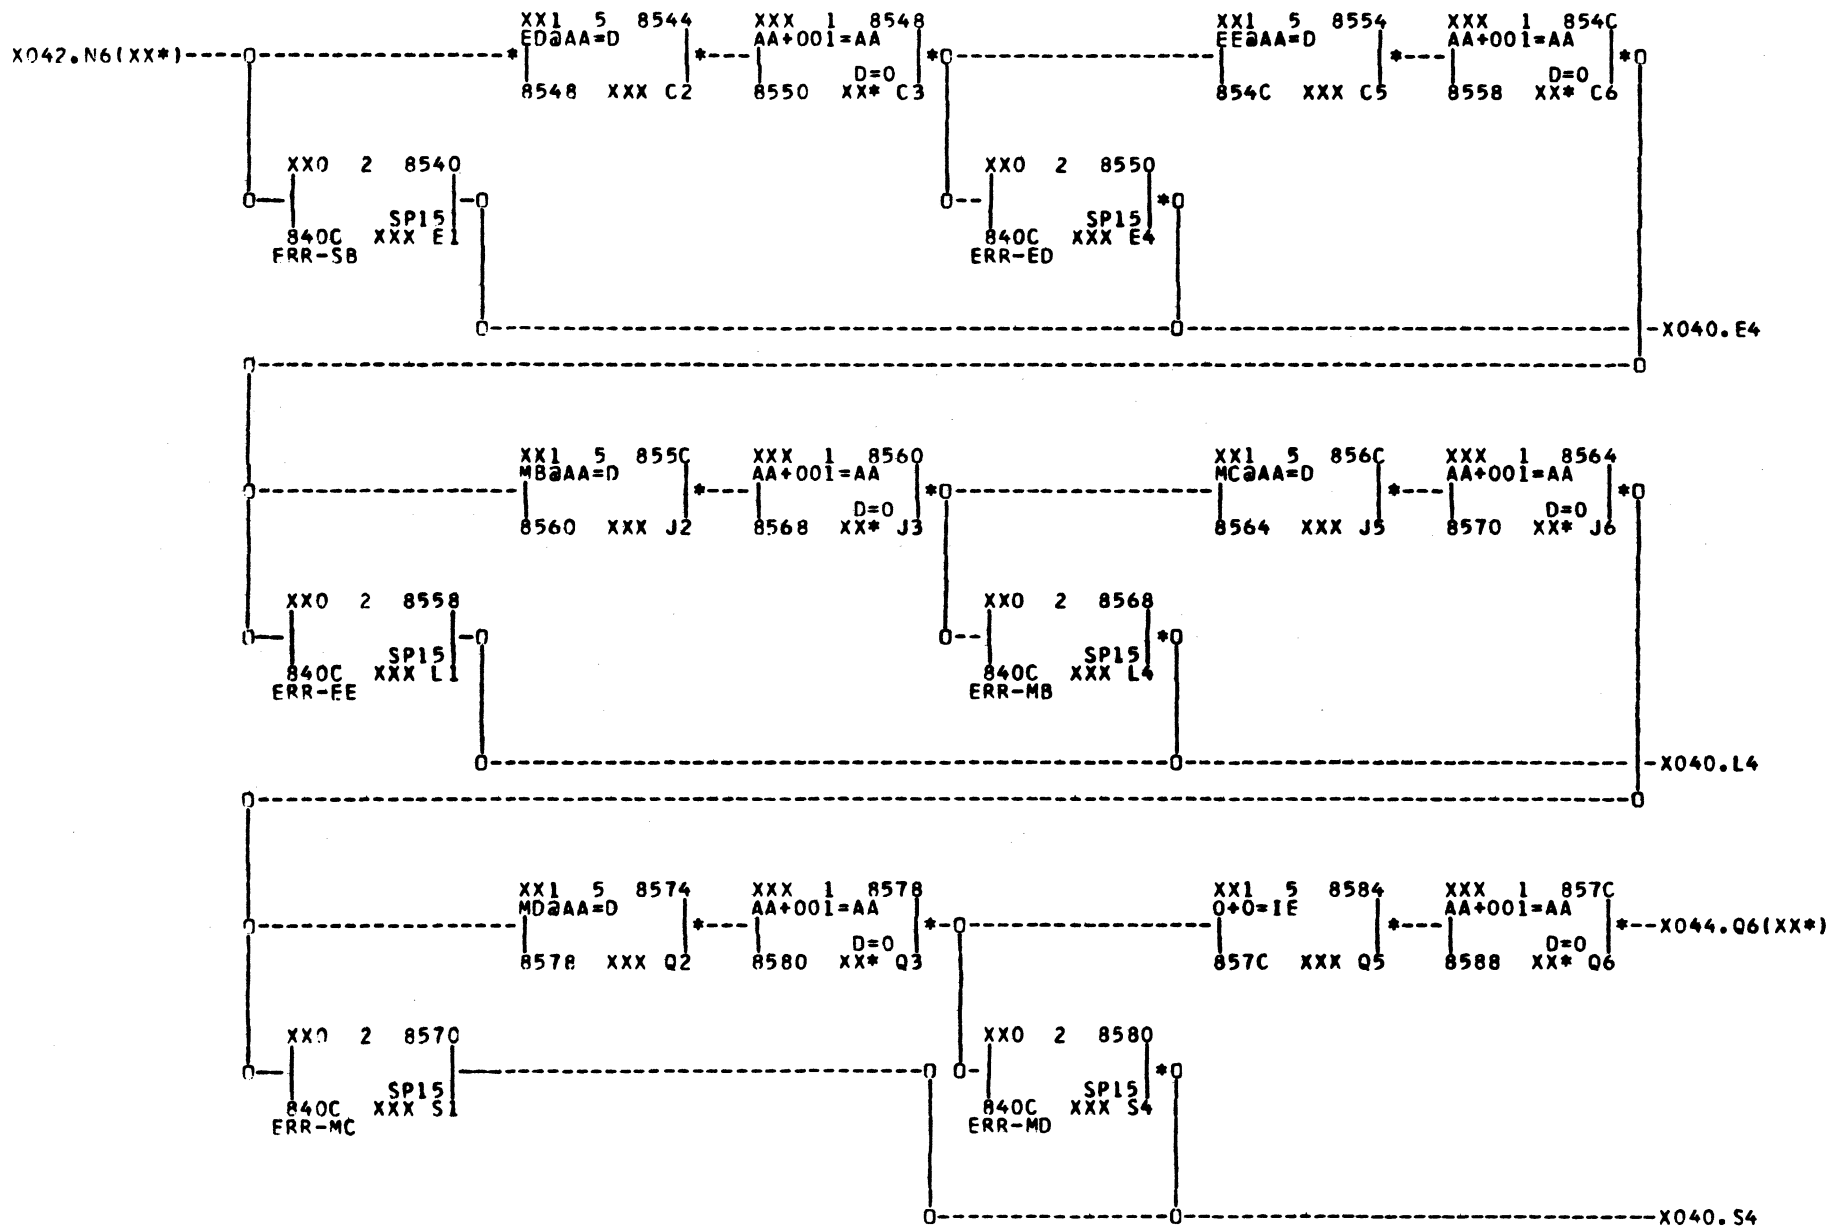 XX1 5 8544 XXX 1 8548 XX1 5 8554 XXX 1 854C
ED@AA=D AA+001=AA EE@AA=D AA+001=AA
X042.N6(XX*)
D=0 D=0
8548 XXX C2 8550 XX* C3 854C XXX C5 8558 XX* C6
XX0 2 8540 XX0 2 8550
SP15 SP15
840C XXX E1 840C XXX E4
ERR-SB ERR-ED
X040.E4
XX1 5 855C XXX 1 8560 XX1 5 856C XXX 1 8564
MB@AA=D AA+001=AA MC@AA=D AA+001=AA
D=0 D=0
8560 XXX J2 8568 XX* J3 8564 XXX J5 8570 XX* J6
XX0 2 8558 XX0 2 8568
SP15 SP15
840C XXX L1 840C XXX L4
ERR-EE ERR-MB
X040.L4
XX1 5 8574 XXX 1 8578 XX1 5 8584 XXX 1 857C
MD@AA=D AA+001=AA 0+0=IE AA+001=AA
X044.Q6(XX*)
D=0 D=0
8578 XXX Q2 8580 XX* Q3 857C XXX Q5 8588 XX* Q6
XX0 2 8570 XX0 2 8580
SP15 SP15
840C XXX S1 840C XXX S4
ERR-MC ERR-MD
X040.S4